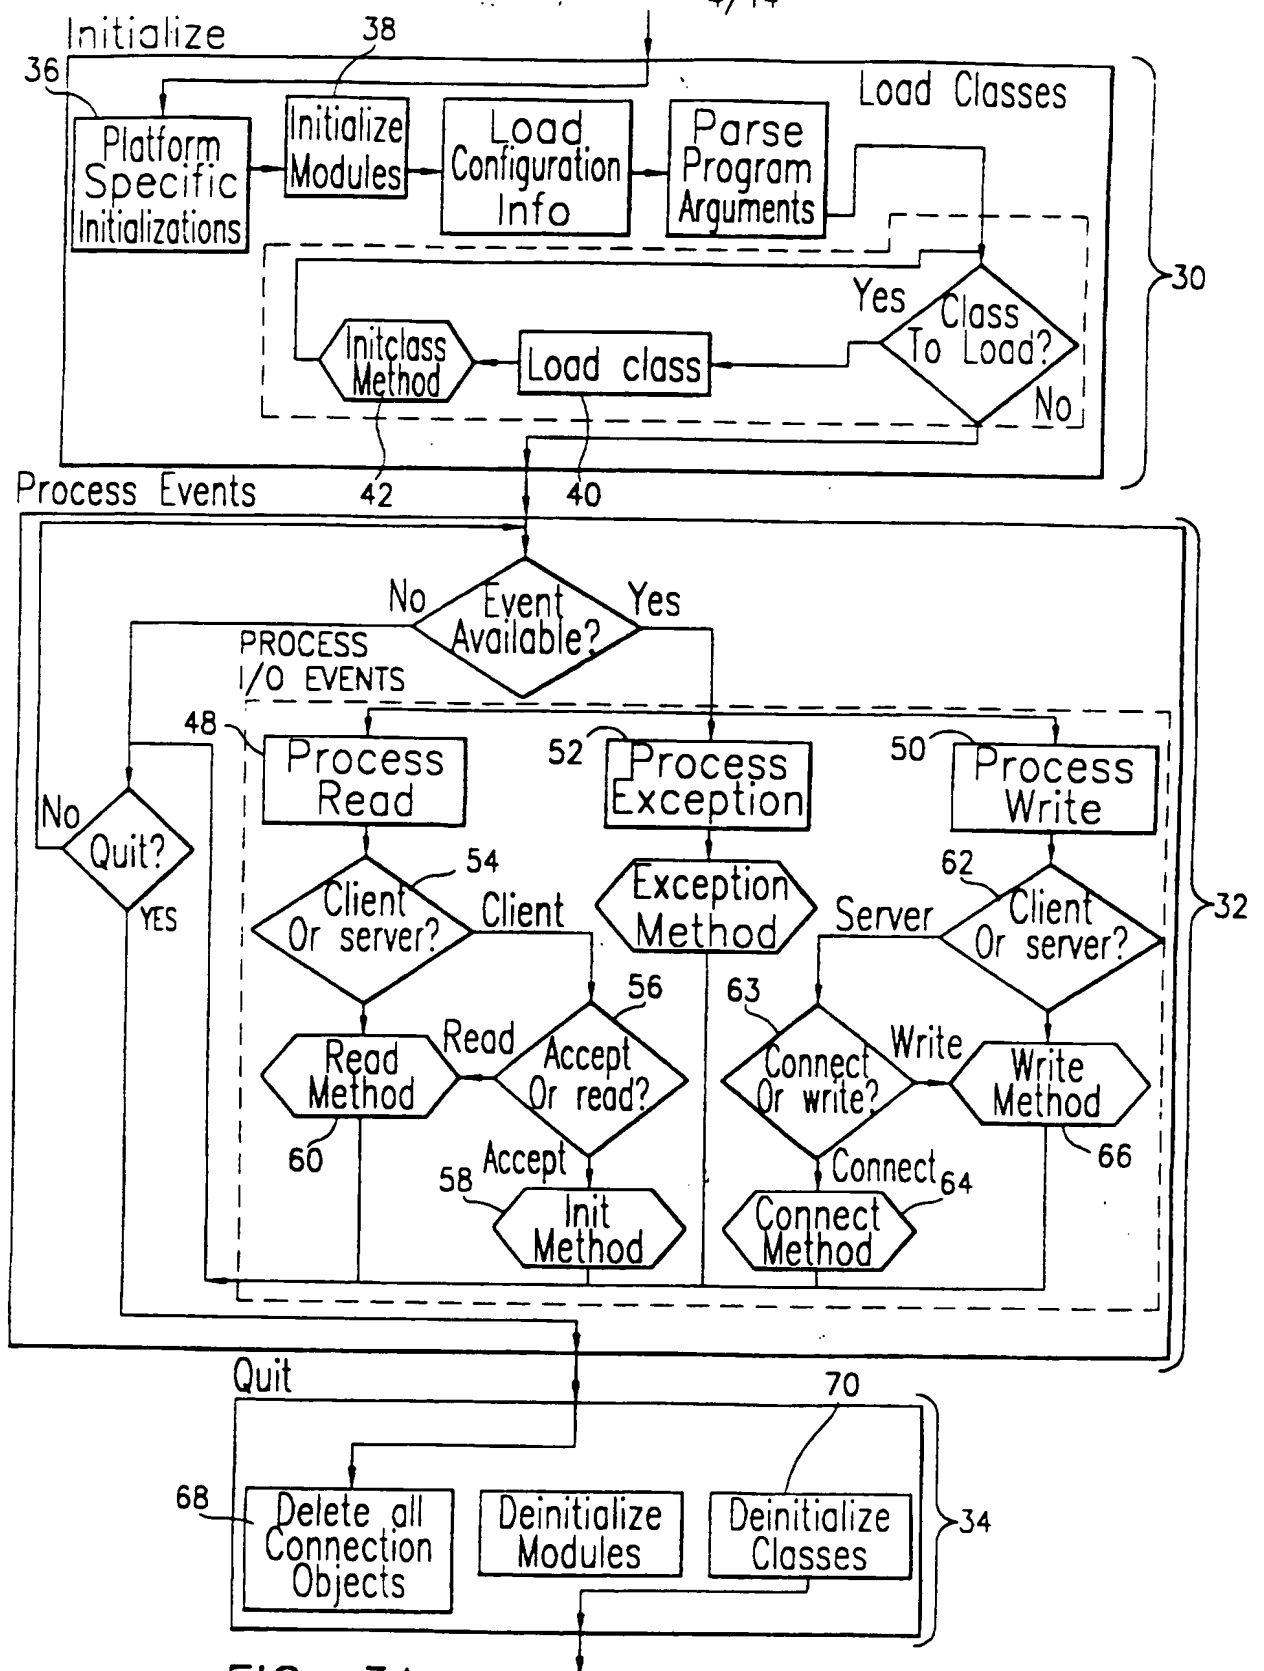 4/14
Initialize
38
36
Load Classes
Platform
Specific
Initializations
Initialize
Modules
Load
Configuration
Info
Parse
Program
Arguments
30
Yes
Class
To Load?
No
Initclass
Method
Load class
42
40
Process Events
No
Event
Available?
Yes
PROCESS
I/O EVENTS
48
Process
Read
52
Process
Exception
50
Process
Write
No
Quit?
YES
54
Client
Or server?
Client
Exception
Method
Server
62
Client
Or server?
32
56
63
Read
Method
Read
Accept
Or read?
Connect
Or write?
Write
Write
Method
60
Accept
58
Init
Method
Connect
64
Connect
Method
66
Quit
70
68
Delete all
Connection
Objects
Deinitialize
Modules
Deinitialize
Classes
34